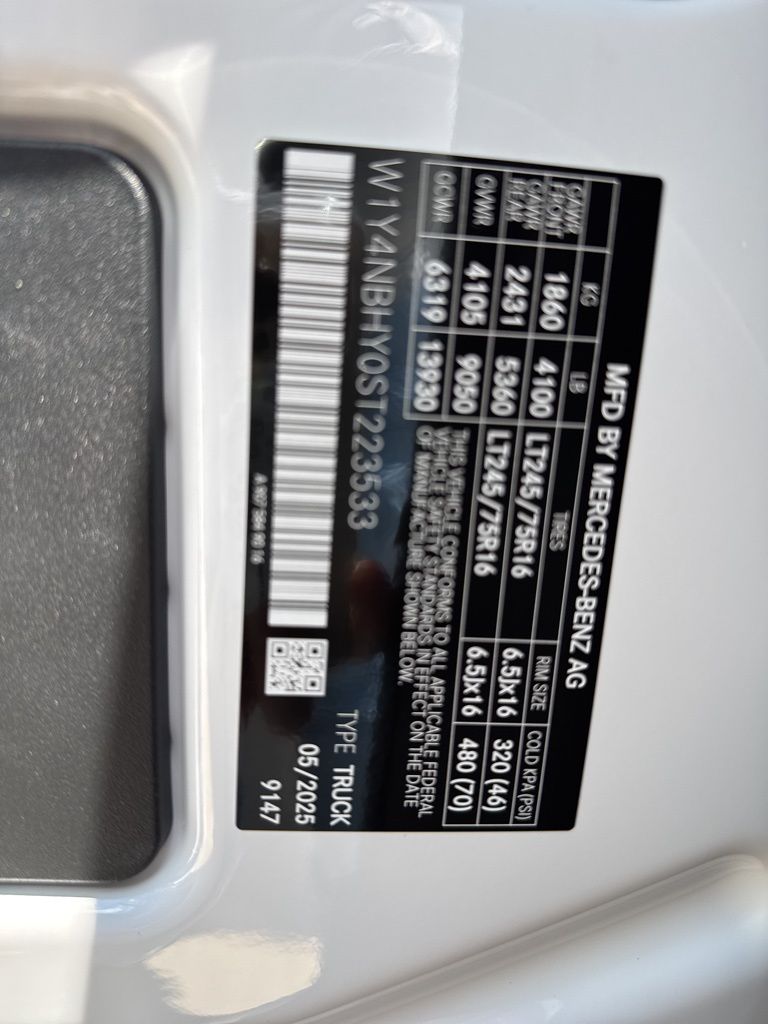 MFD BY MERCEDES-BENZ AG
KG LB TIRES RIM SIZE COLD KPA (PSI)
GAWR FRONT 1860 4100 LT245/75R16 6.5Jx16 320 (46)
GAWR REAR 2431 5360 LT245/75R16 6.5Jx16 480 (70)
GVWR 4105 9050
GCWR 6319 13930
THIS VEHICLE CONFORMS TO ALL APPLICABLE FEDERAL
VEHICLE SAFETY STANDARDS IN EFFECT ON THE DATE
OF MANUFACTURE SHOWN BELOW.
W1Y4NBHY0ST223533
TYPE TRUCK
05/2025
9147